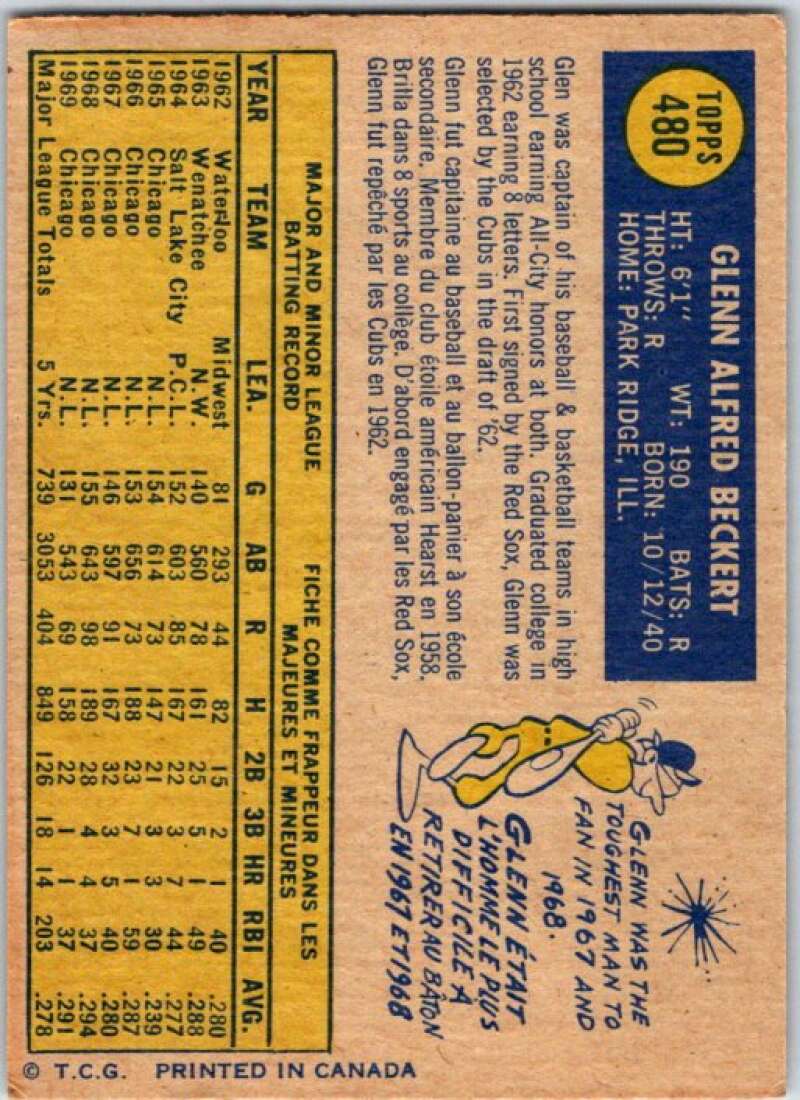 TOPPS
480
GLENN ALFRED BECKERT
HT: 6'1" WT: 190 BATS: R
THROWS: R BORN: 10/12/40
HOME: PARK RIDGE, ILL.
Glen was captain of his baseball & basketball teams in high
school earning All-City honors at both. Graduated college in
1962 earning 8 letters. First signed by the Red Sox, Glenn was
selected by the Cubs in the draft of '62.
Glenn fut capitaine au baseball et au ballon-panier à son école
secondaire. Membre du club étoile américain Hearst en 1958.
Brilla dans 8 sports au collège. D'abord engagé par les Red Sox,
Glenn fut repêché par les Cubs en 1962.
GLENN WAS THE
TOUGHEST MAN TO
FAN IN 1967 AND
1968.
GLENN ÉTAIT
L'HOMME LE PLUS
DIFFICILE A
RETIRER AU BÂTON
EN 1967 ET 1968
MAJOR AND MINOR LEAGUE
BATTING RECORD
FICHE COMME FRAPPEUR DANS LES
MAJEURES ET MINEURES
YEAR TEAM LEA. G AB R H 2B 3B HR RBI AVG.
1962 Waterloo Midwest 81 293 44 82 15 2 1 40 .280
1963 Wenatchee N.W. 140 560 78 161 25 5 1 49 .288
1964 Salt Lake City P.C.L. 152 603 85 167 22 3 7 44 .277
1965 Chicago N.L. 154 614 73 147 21 3 3 30 .239
1966 Chicago N.L. 153 656 73 188 23 7 1 59 .287
1967 Chicago N.L. 146 597 91 167 32 3 5 40 .280
1968 Chicago N.L. 155 643 98 189 28 4 4 37 .294
1969 Chicago N.L. 131 543 69 158 22 1 1 37 .291
Major League Totals 5 Yrs. 739 3053 404 849 126 18 14 203 .278
© T.C.G. PRINTED IN CANADA